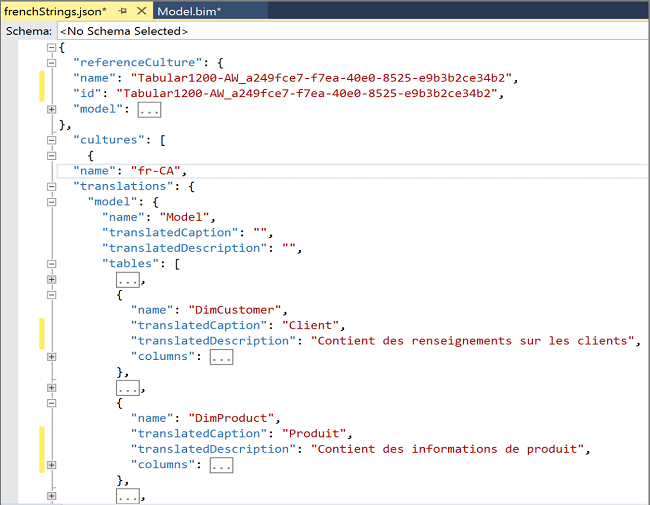 frenchStrings.json* Model.bim*
Schema: <No Schema Selected>
{
"referenceCulture": {
"name": "Tabular1200-AW_a249fce7-f7ea-40e0-8525-e9b3b2ce34b2",
"id": "Tabular1200-AW_a249fce7-f7ea-40e0-8525-e9b3b2ce34b2",
"model": ...
},
"cultures": [
{
"name": "fr-CA",
"translations": {
"model": {
"name": "Model",
"translatedCaption": "",
"translatedDescription": "",
"tables": [
...,
{
"name": "DimCustomer",
"translatedCaption": "Client",
"translatedDescription": "Contient des renseignements sur les clients",
"columns": ...
},
...,
{
"name": "DimProduct",
"translatedCaption": "Produit",
"translatedDescription": "Contient des informations de produit",
"columns": ...
},
...,